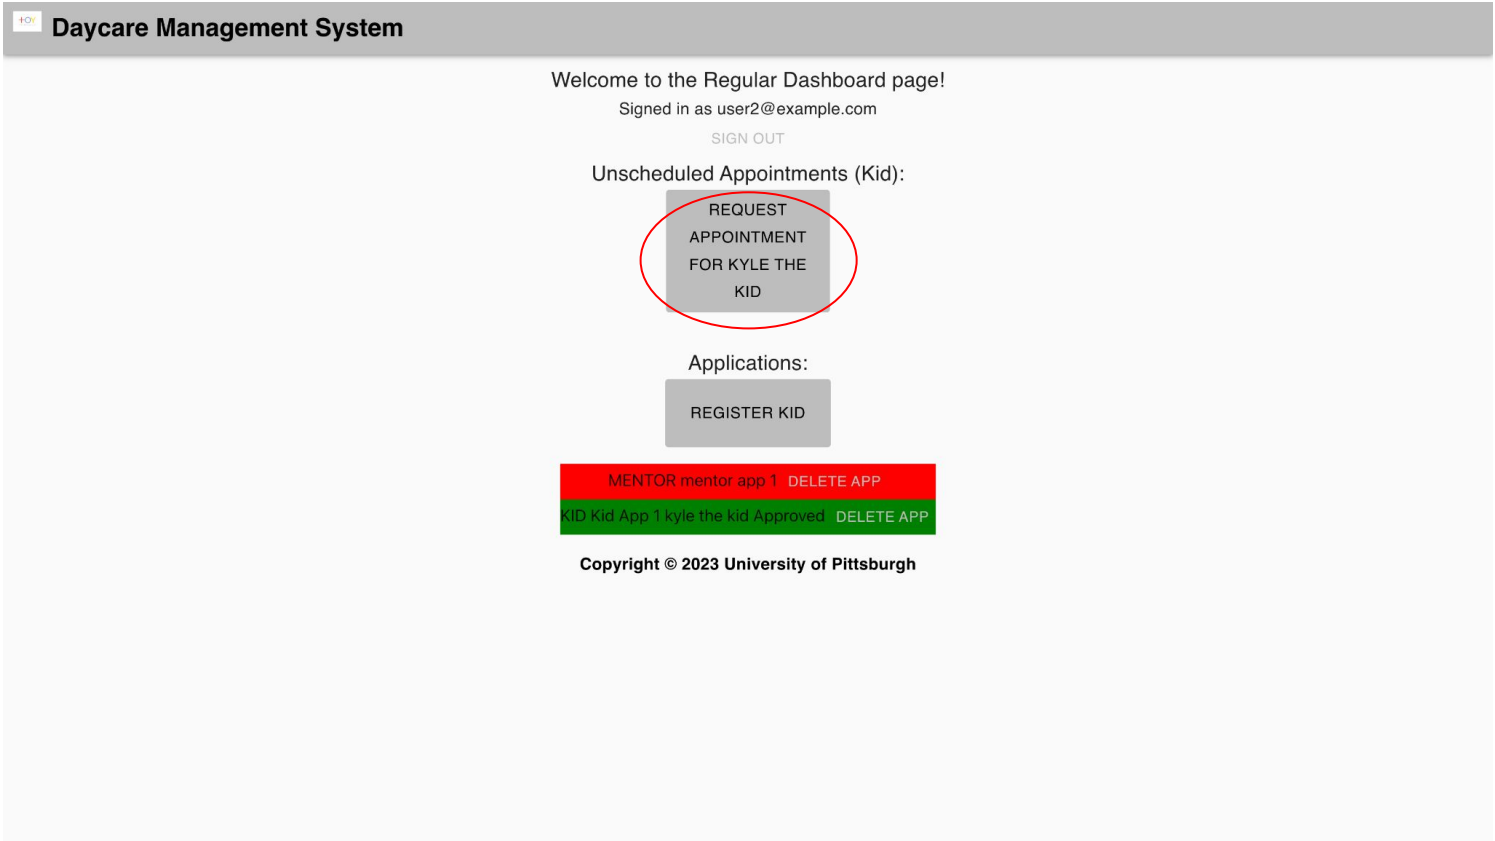 TOY
Daycare Management System
Welcome to the Regular Dashboard page!
Signed in as user2@example.com
SIGN OUT
Unscheduled Appointments (Kid):
REQUEST
APPOINTMENT
FOR KYLE THE
KID
Applications:
REGISTER KID
MENTOR mentor app 1 DELETE APP
KID Kid App 1 kyle the kid Approved DELETE APP
Copyright © 2023 University of Pittsburgh